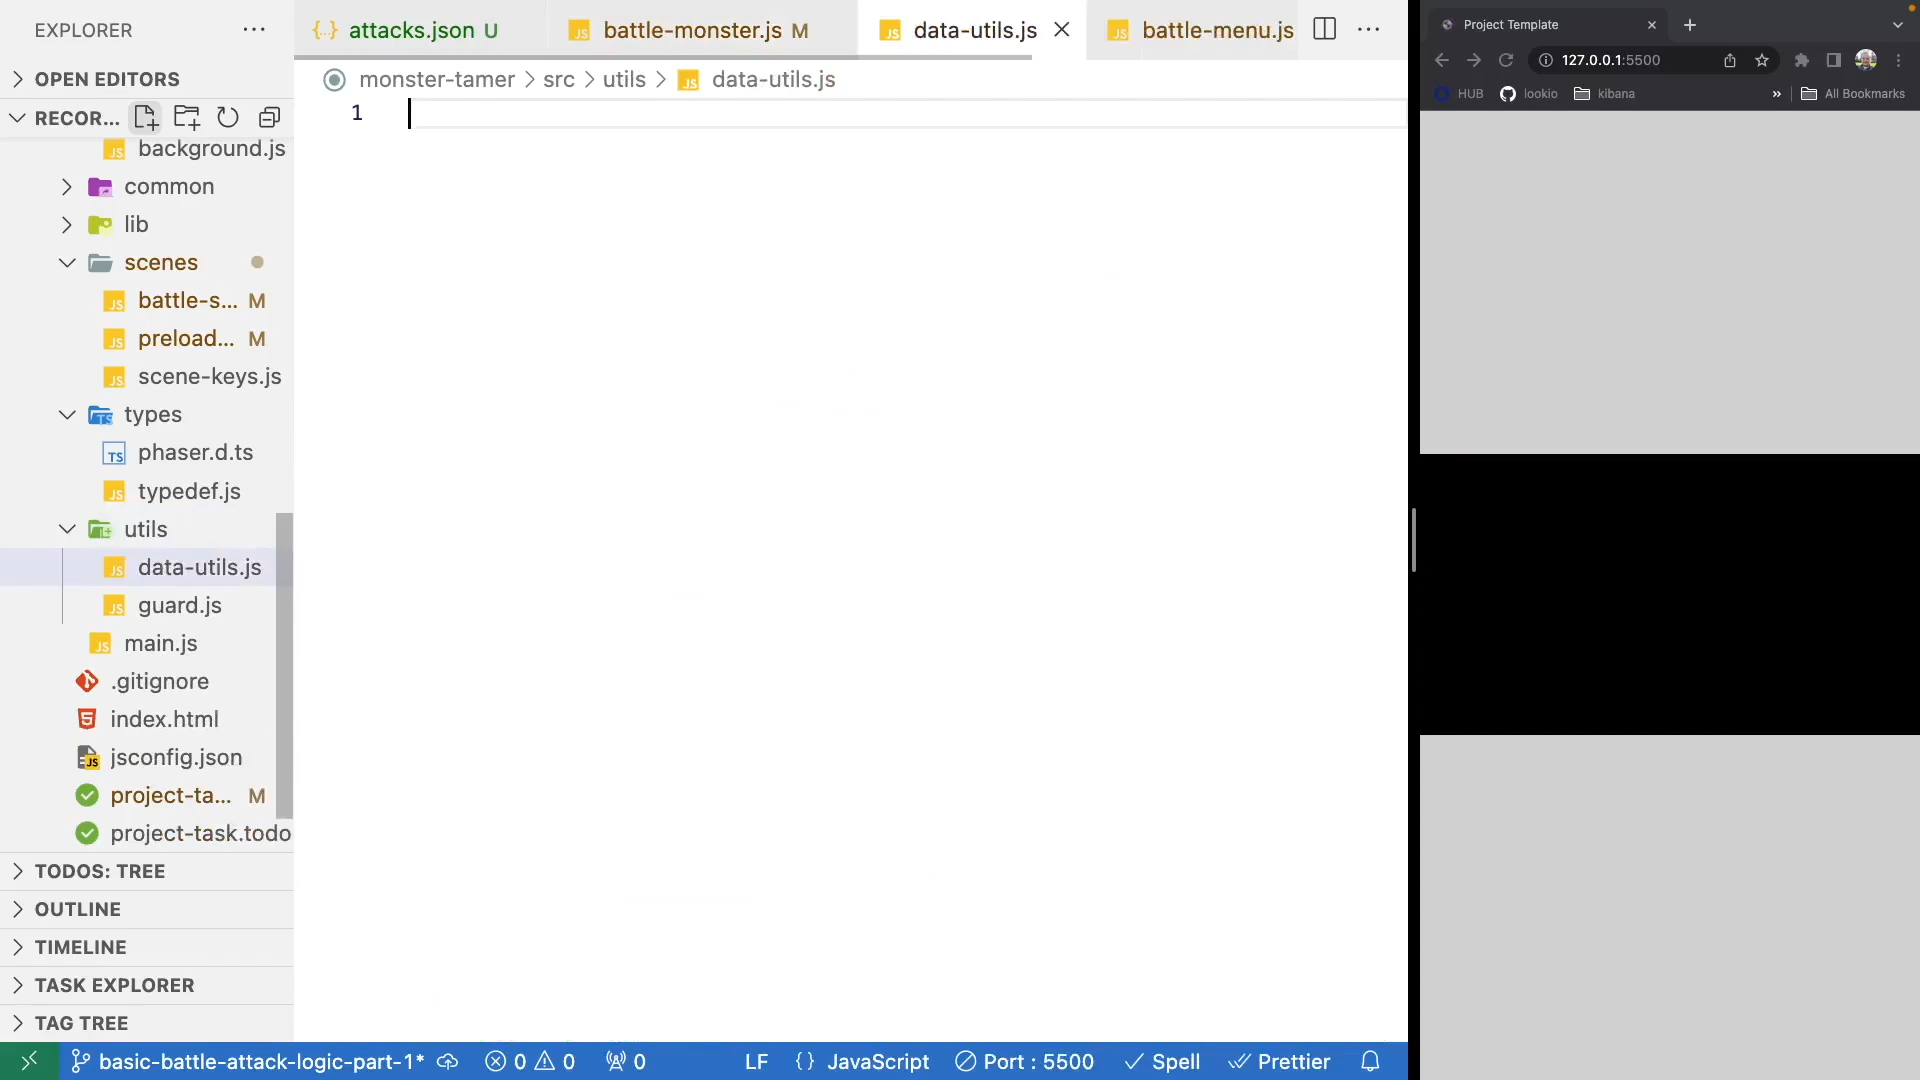 EXPLORER
OPEN EDITORS
RECOR...
background.js
common
lib
scenes
battle-s... M
preload... M
scene-keys.js
types
phaser.d.ts
typedef.js
utils
data-utils.js
guard.js
main.js
.gitignore
index.html
jsconfig.json
project-ta... M
project-task.todo
TODOS: TREE
OUTLINE
TIMELINE
TASK EXPLORER
TAG TREE
attacks.json U
battle-monster.js M
data-utils.js
battle-menu.js
monster-tamer > src > utils > data-utils.js
1
basic-battle-attack-logic-part-1* 0 0 0 LF {} JavaScript Port : 5500 Spell Prettier
Project Template
127.0.0.1:5500
HUB lookio kibana » All Bookmarks